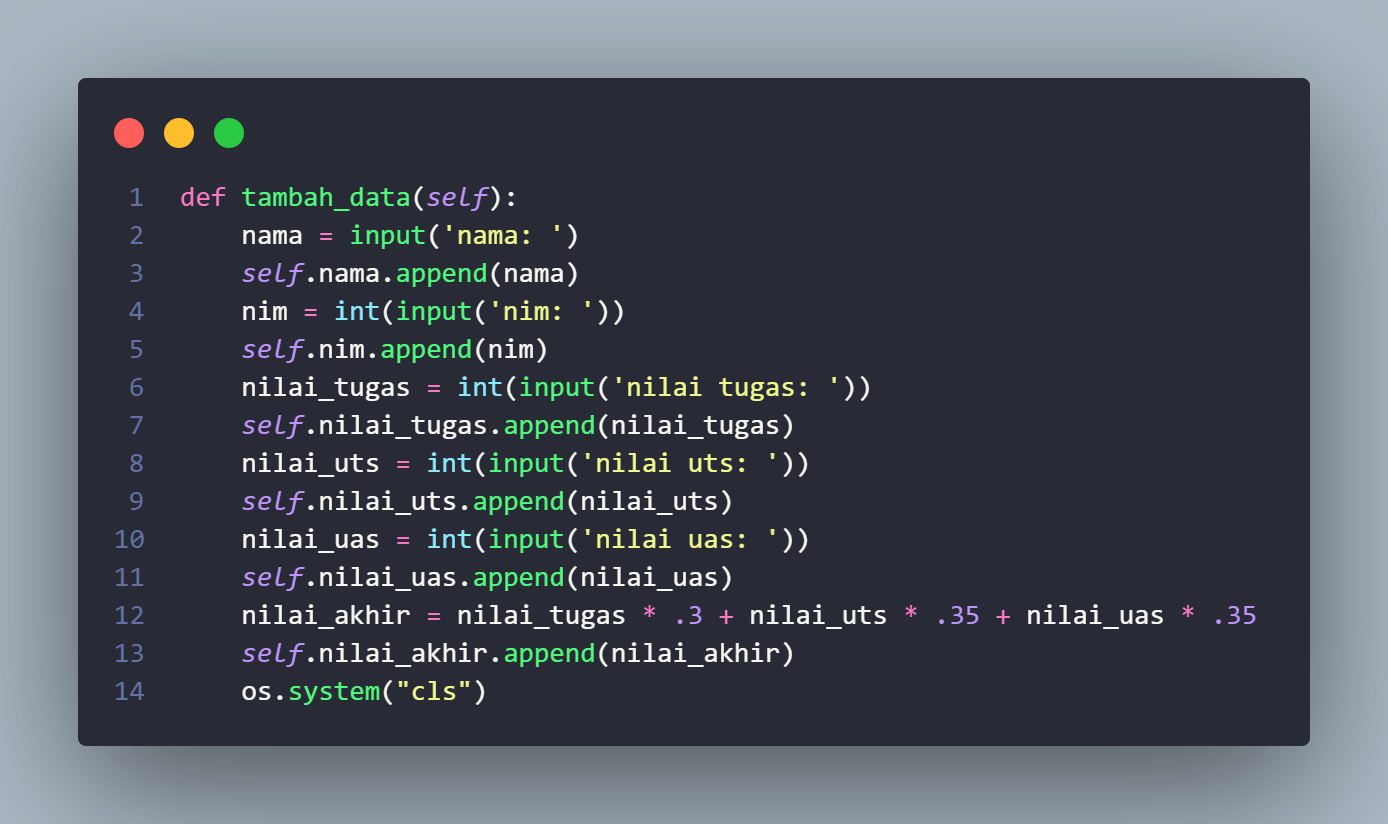 1 def tambah_data(self):
2     nama = input('nama: ')
3     self.nama.append(nama)
4     nim = int(input('nim: '))
5     self.nim.append(nim)
6     nilai_tugas = int(input('nilai tugas: '))
7     self.nilai_tugas.append(nilai_tugas)
8     nilai_uts = int(input('nilai uts: '))
9     self.nilai_uts.append(nilai_uts)
10     nilai_uas = int(input('nilai uas: '))
11     self.nilai_uas.append(nilai_uas)
12     nilai_akhir = nilai_tugas * .3 + nilai_uts * .35 + nilai_uas * .35
13     self.nilai_akhir.append(nilai_akhir)
14     os.system("cls")